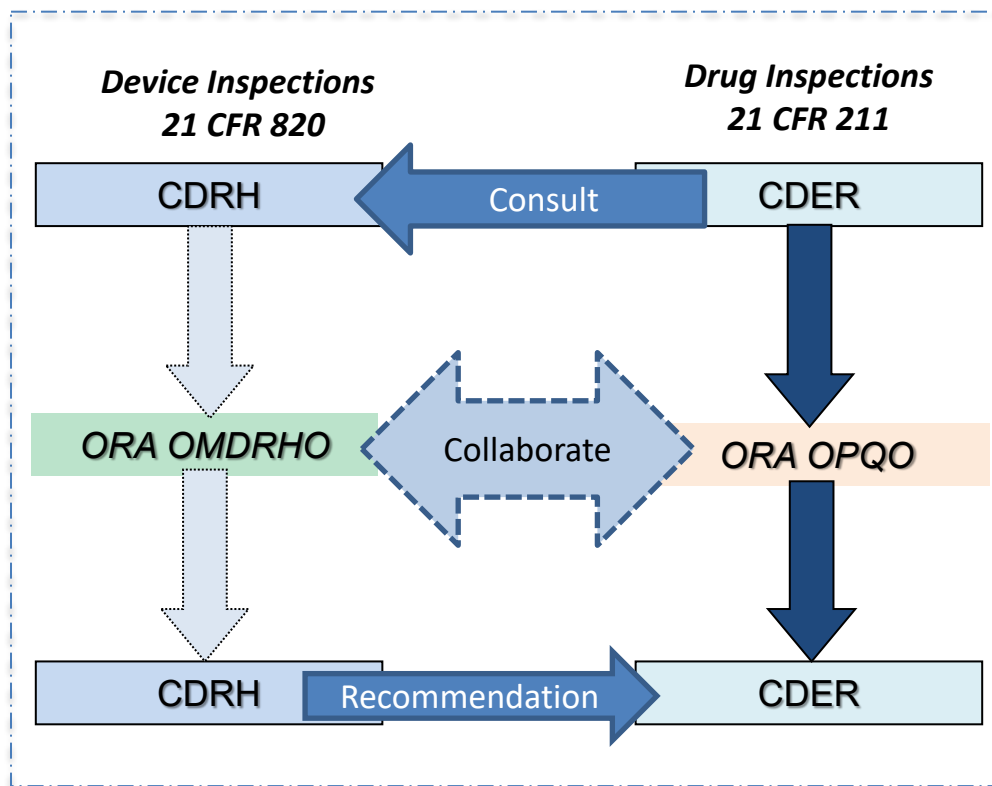 Device Inspections
21 CFR 820
Drug Inspections
21 CFR 211
CDRH
Consult
CDER
ORA OMDRHO
Collaborate
ORA OPQO
CDRH
Recommendation
CDER